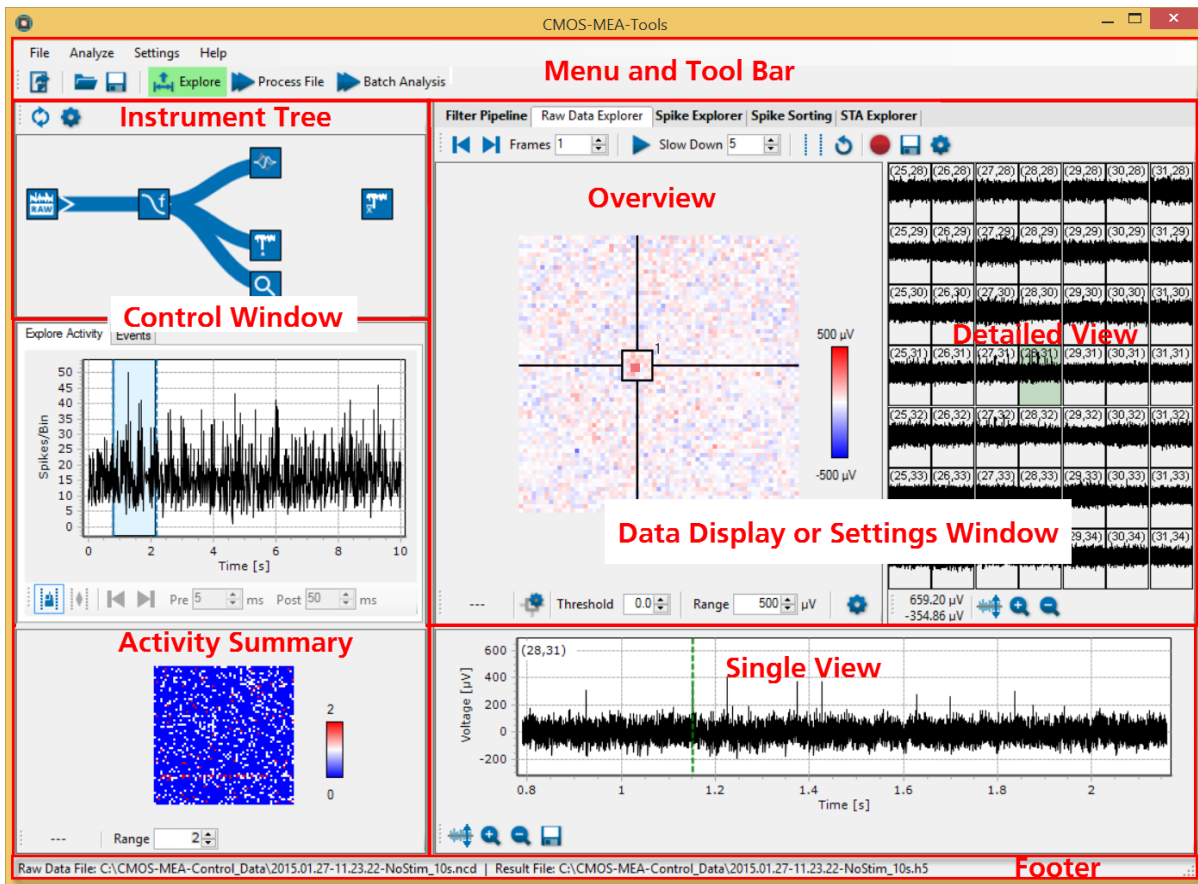 CMOS-MEA-Tools
File Analyze Settings Help
Explore Process File Batch Analysis
Menu and Tool Bar
Instrument Tree
RAW
f
Control Window
Explore Activity Events
Spikes/Bin
50
45
40
35
30
25
20
15
10
5
0
0 2 4 6 8 10
Time [s]
Pre 5 ms Post 50 ms
Activity Summary
2
0
--- Range 2
Filter Pipeline Raw Data Explorer Spike Explorer Spike Sorting STA Explorer
Frames 1 Slow Down 5
Overview
1
500 µV
-500 µV
--- Threshold 0.0 Range 500 µV
Data Display or Settings Window
Detailed View
(25,28) (26,28) (27,28) (28,28) (29,28) (30,28) (31,28)
(25,29) (26,29) (27,29) (28,29) (29,29) (30,29) (31,29)
(25,30) (26,30) (27,30) (28,30) (29,30) (30,30) (31,30)
(25,31) (26,31) (27,31) (28,31) (29,31) (30,31) (31,31)
(25,32) (26,32) (27,32) (28,32) (29,32) (30,32) (31,32)
(25,33) (26,33) (27,33) (28,33) (29,33) (30,33) (31,33)
29,34) (30,34) (31,34)
659.20 µV
-354.86 µV
Single View
(28,31)
Voltage [µV]
600
400
200
0
-200
0.8 1 1.2 1.4 1.6 1.8 2
Time [s]
Raw Data File: C:\CMOS-MEA-Control_Data\2015.01.27-11.23.22-NoStim_10s.ncd | Result File: C:\CMOS-MEA-Control_Data\2015.01.27-11.23.22-NoStim_10s.h5
Footer